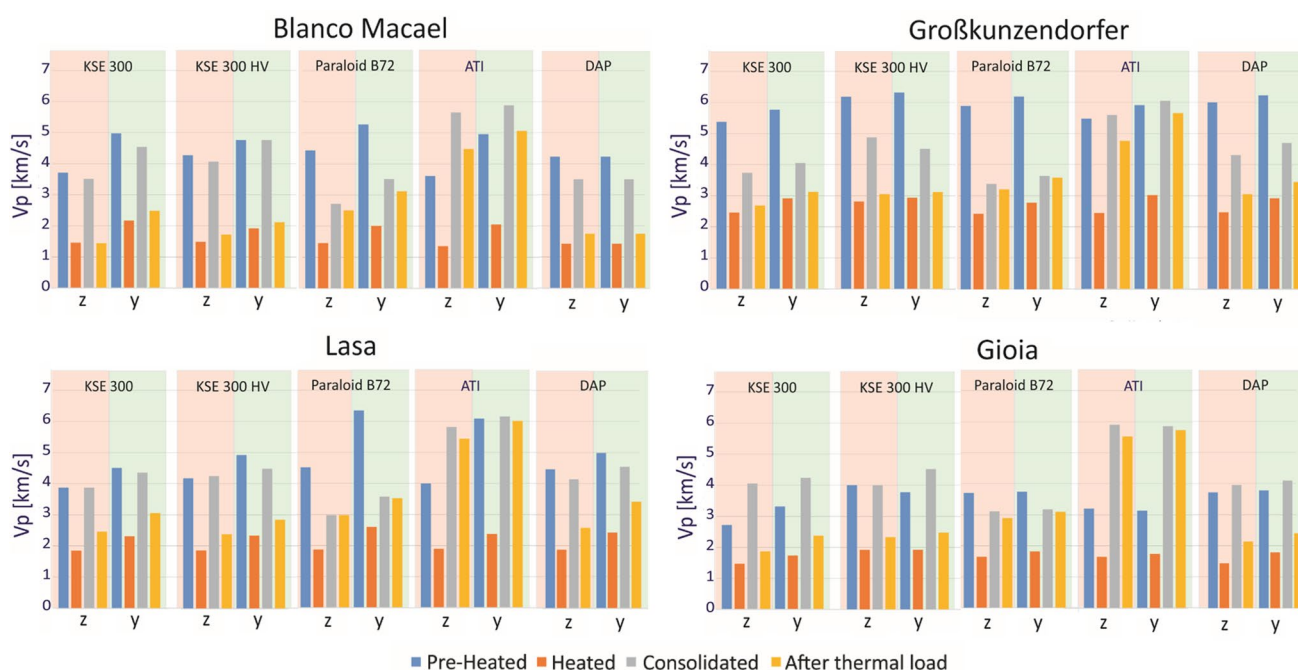 Blanco Macael
KSE 300
KSE 300 HV
Paraloid B72
ATI
DAP
Vp [km/s]
7
6
5
4
3
2
1
0
z y z y z y z y z y
Großkunzendorfer
KSE 300
KSE 300 HV
Paraloid B72
ATI
DAP
Vp [km/s]
7
6
5
4
3
2
1
0
z y z y z y z y z y
Lasa
KSE 300
KSE 300 HV
Paraloid B72
ATI
DAP
Vp [km/s]
7
6
5
4
3
2
1
0
z y z y z y z y z y
Gioia
KSE 300
KSE 300 HV
Paraloid B72
ATI
DAP
Vp [km/s]
7
6
5
4
3
2
1
0
z y z y z y z y z y
Pre-Heated Heated Consolidated After thermal load